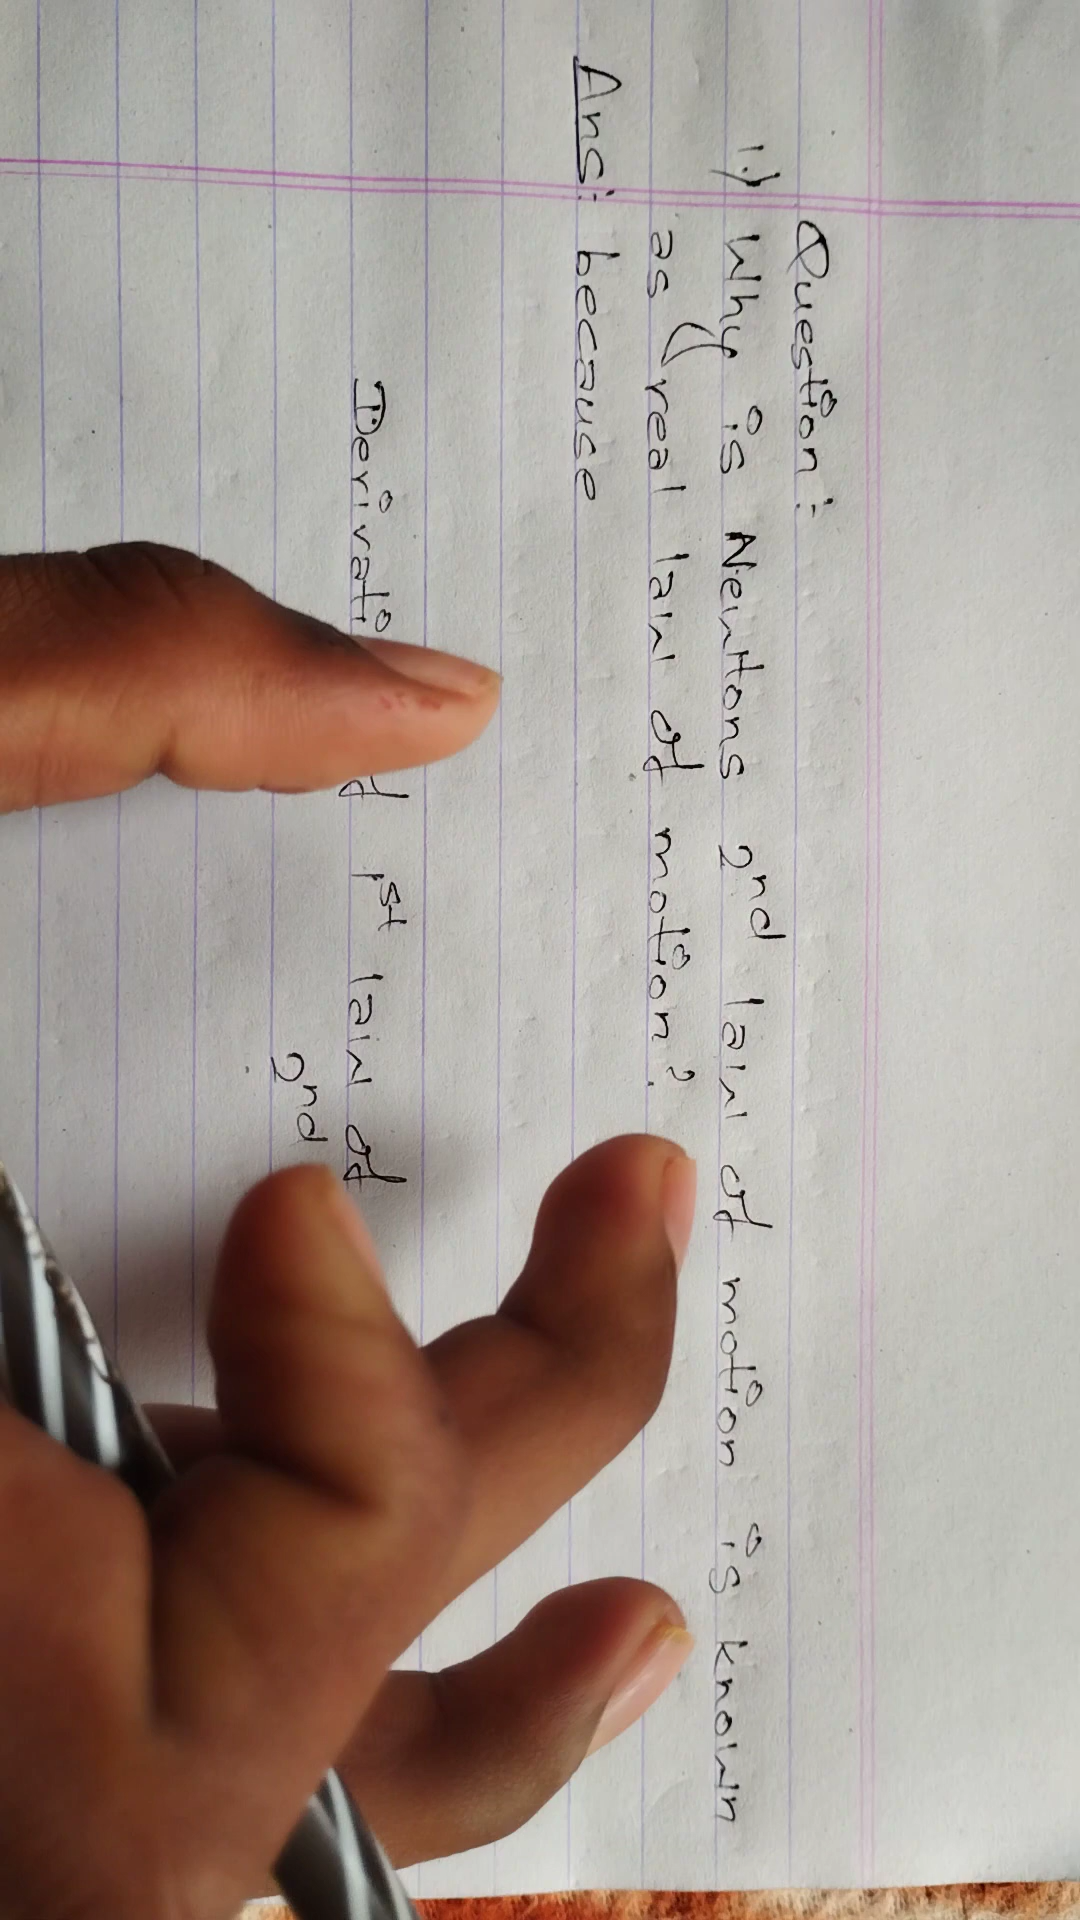 Question:
1.) Why is Newtons 2nd law of motion is known
as real law of motion?
Ans: because
1st law of
2nd